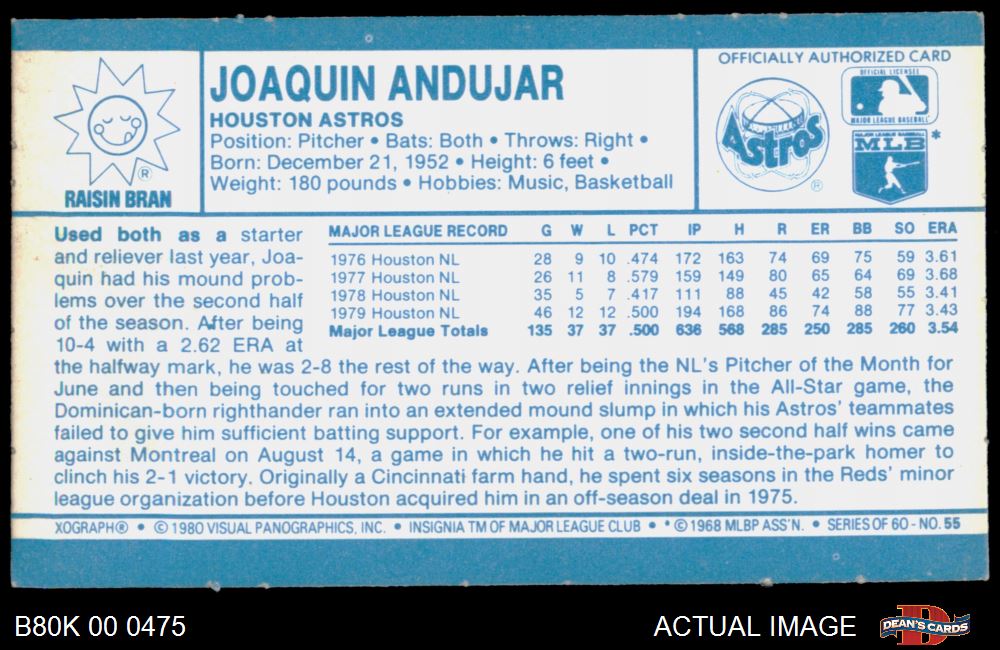 RAISIN BRAN
®
JOAQUIN ANDUJAR
HOUSTON ASTROS
Position: Pitcher • Bats: Both • Throws: Right •
Born: December 21, 1952 • Height: 6 feet •
Weight: 180 pounds • Hobbies: Music, Basketball
OFFICIALLY AUTHORIZED CARD
Astros
®
OFFICIAL LICENSEE
MAJOR LEAGUE BASEBALL
MAJOR LEAGUE BASEBALL
MLB *
Used both as a starter
and reliever last year, Joa-
quin had his mound prob-
lems over the second half
of the season. After being
10-4 with a 2.62 ERA at
the halfway mark, he was 2-8 the rest of the way. After being the NL's Pitcher of the Month for
June and then being touched for two runs in two relief innings in the All-Star game, the
Dominican-born righthander ran into an extended mound slump in which his Astros' teammates
failed to give him sufficient batting support. For example, one of his two second half wins came
against Montreal on August 14, a game in which he hit a two-run, inside-the-park homer to
clinch his 2-1 victory. Originally a Cincinnati farm hand, he spent six seasons in the Reds' minor
league organization before Houston acquired him in an off-season deal in 1975.
MAJOR LEAGUE RECORD G W L PCT IP H R ER BB SO ERA
1976 Houston NL 28 9 10 .474 172 163 74 69 75 59 3.61
1977 Houston NL 26 11 8 .579 159 149 80 65 64 69 3.68
1978 Houston NL 35 5 7 .417 111 88 45 42 58 55 3.41
1979 Houston NL 46 12 12 .500 194 168 86 74 88 77 3.43
Major League Totals 135 37 37 .500 636 568 285 250 285 260 3.54
XOGRAPH® • © 1980 VISUAL PANOGRAPHICS, INC. • INSIGNIA TM OF MAJOR LEAGUE CLUB • * © 1968 MLBP ASS'N. • SERIES OF 60 - NO. 55
B80K 00 0475
ACTUAL IMAGE
DEAN'S CARDS